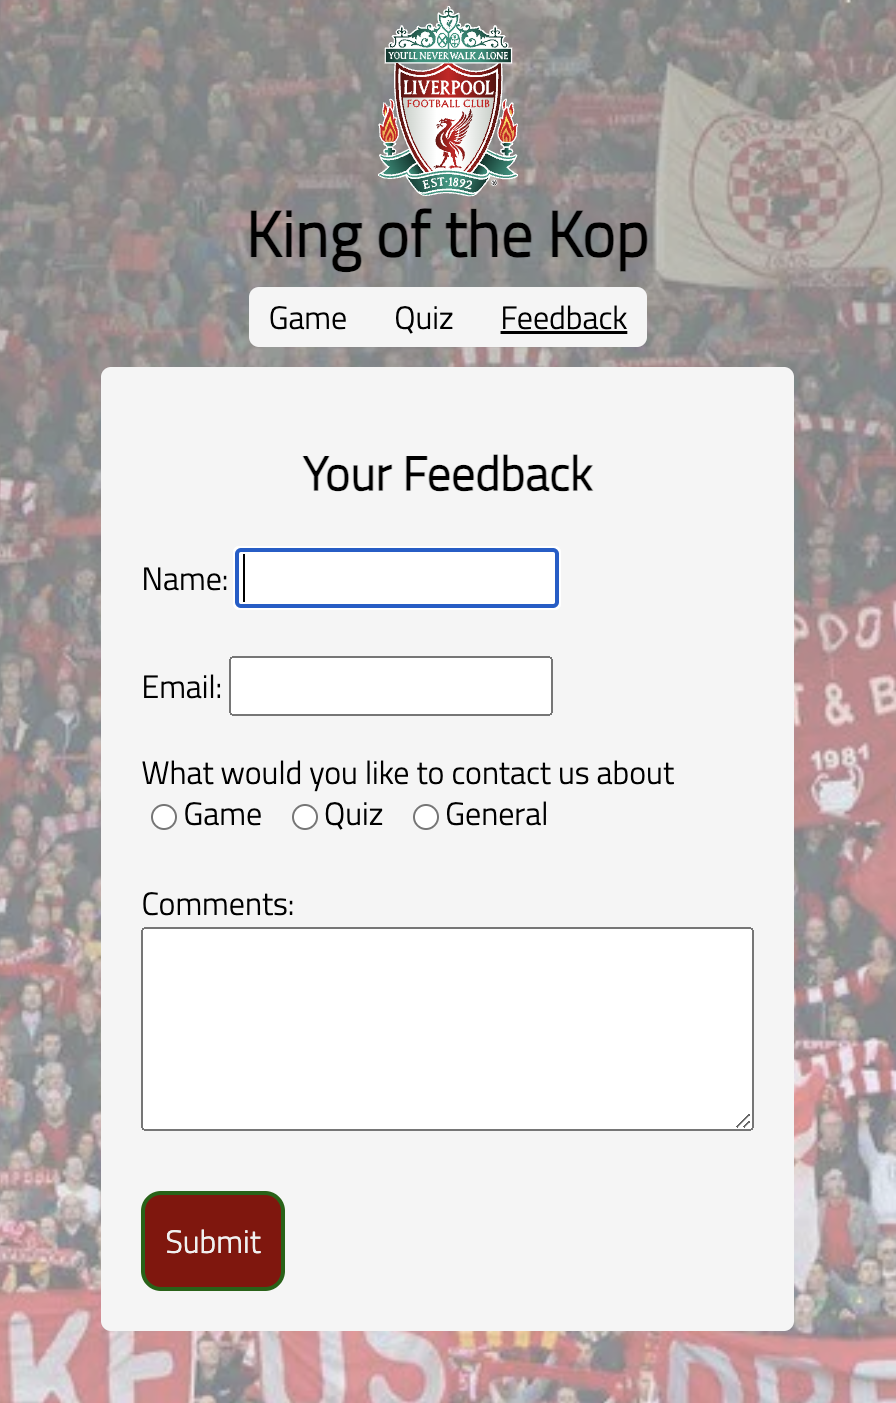 YOU'LL NEVER WALK ALONE
LIVERPOOL
FOOTBALL CLUB
EST·1892
®
King of the Kop
Game Quiz Feedback
Your Feedback
Name:
Email:
What would you like to contact us about
Game Quiz General
Comments:
1981
Submit